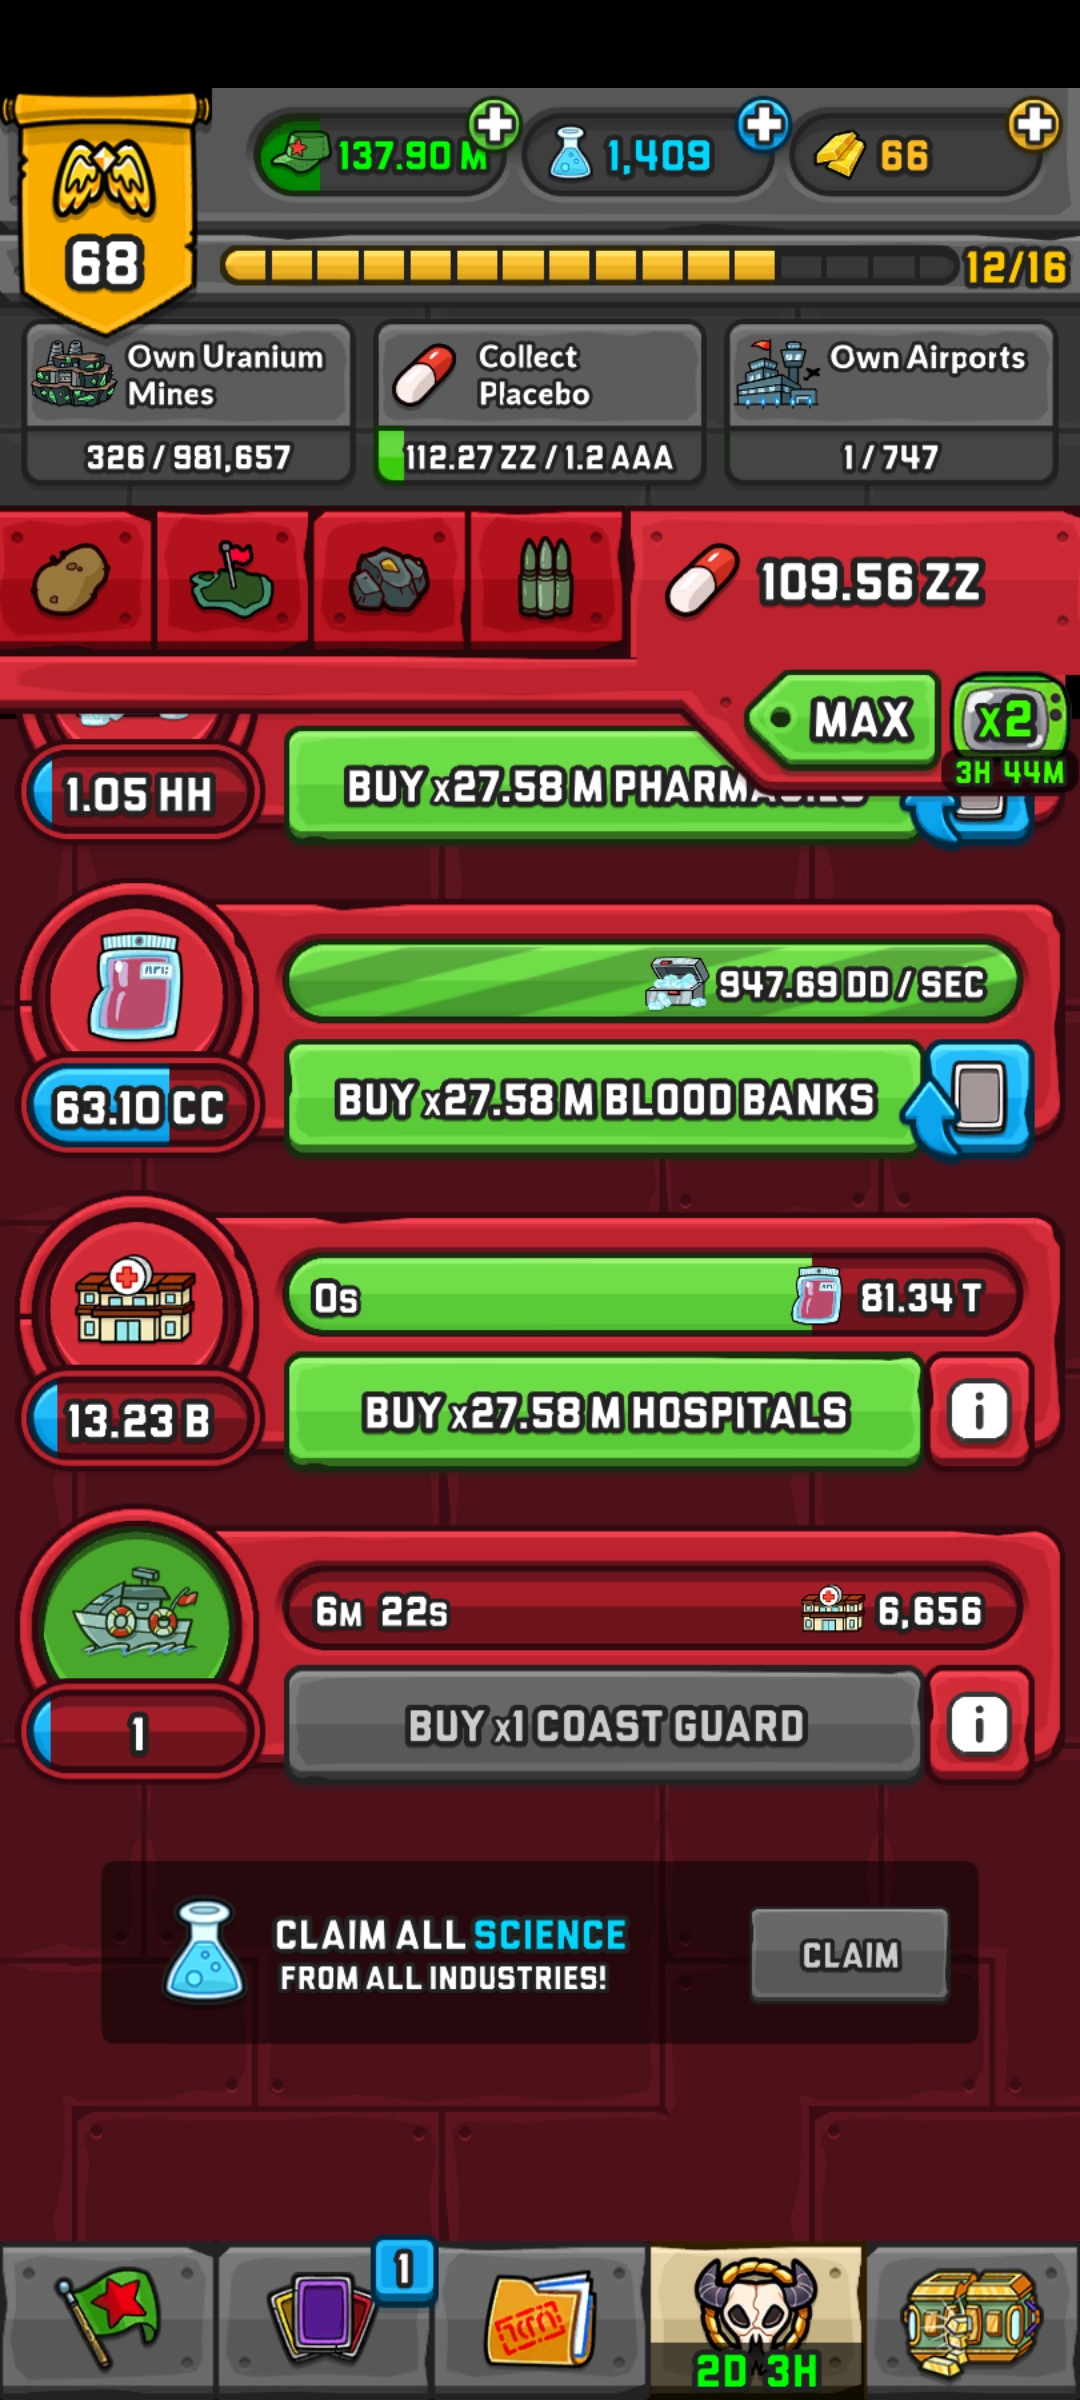 137.90 M
1,409
66
68
12/16
Own Uranium
Mines
326 / 981,657
Collect
Placebo
112.27 ZZ / 1.2 AAA
Own Airports
1 / 747
109.56 ZZ
MAX
x2
3H 44M
1.05 HH
BUY x27.58 M PHARMACIES
947.69 DD / SEC
63.10 CC
BUY x27.58 M BLOOD BANKS
0s
81.34 T
13.23 B
BUY x27.58 M HOSPITALS
i
6M 22s
6,656
1
BUY x1 COAST GUARD
i
CLAIM ALL SCIENCE
FROM ALL INDUSTRIES!
CLAIM
1
2D 3H